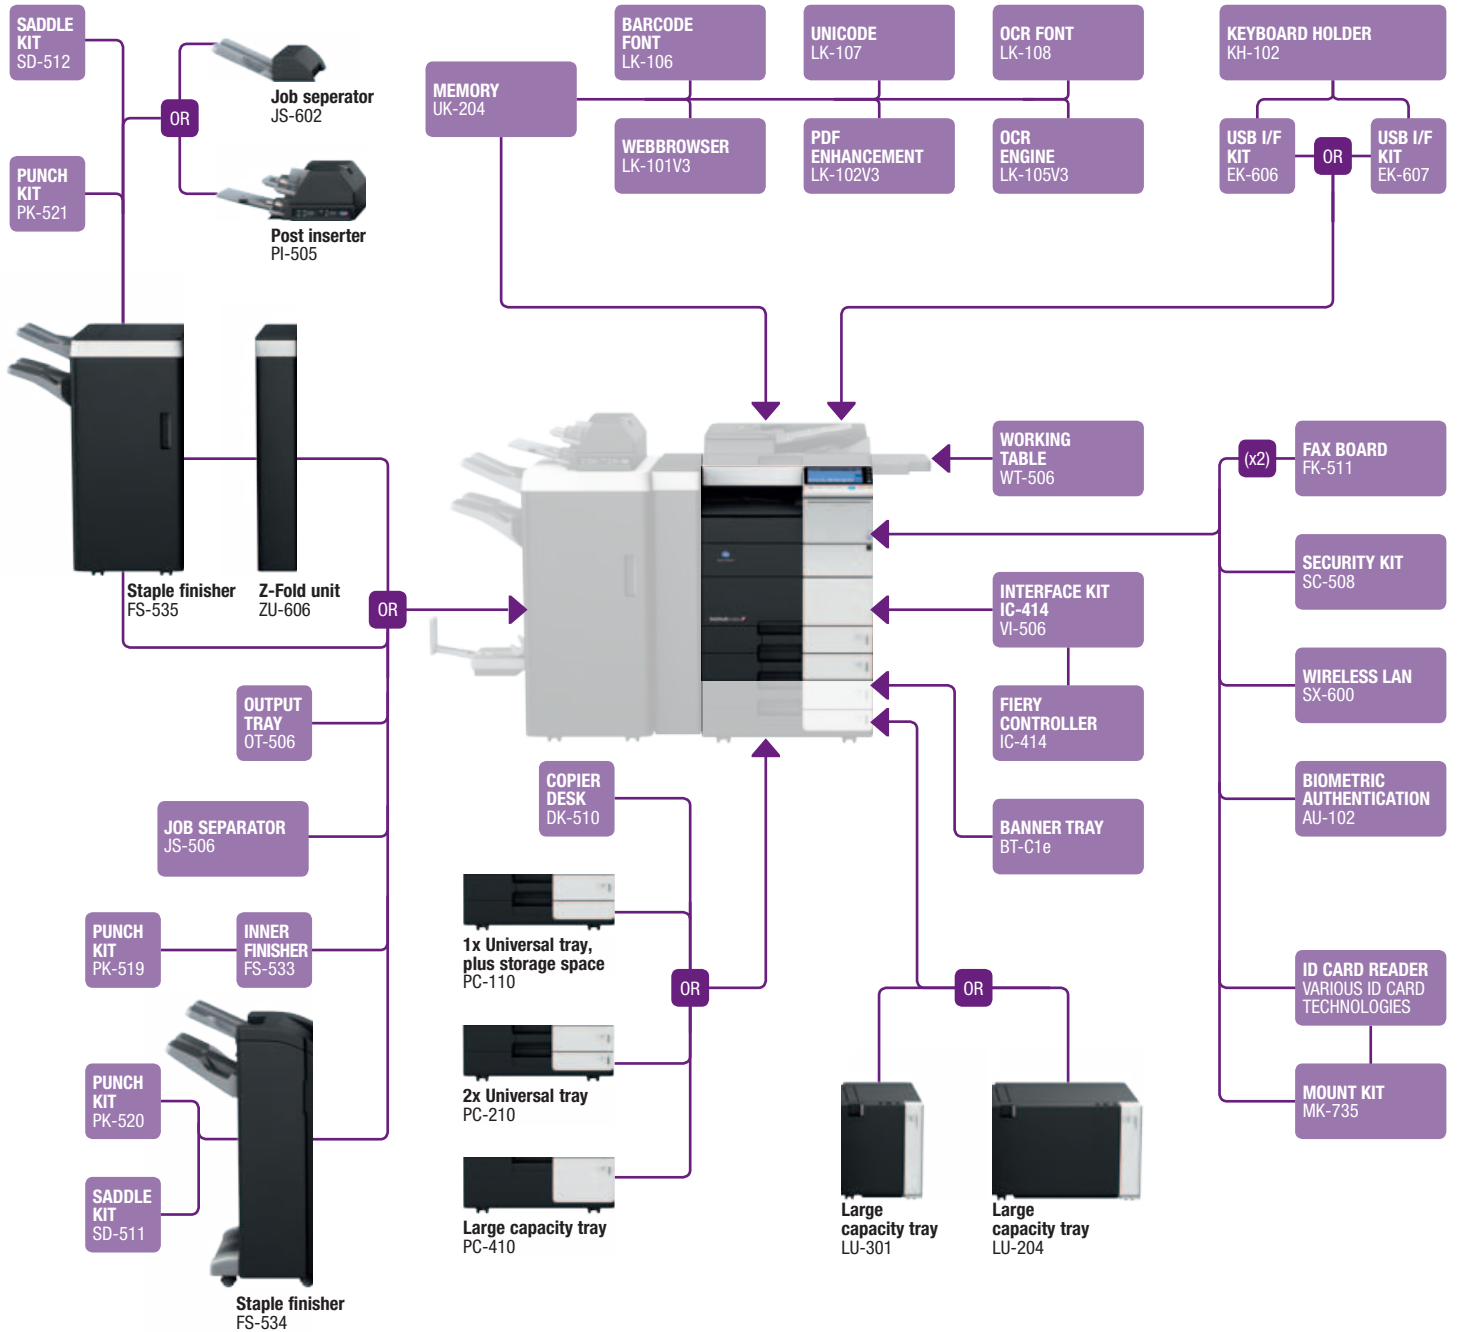 SADDLE
KIT
SD-512
Job seperator
JS-602
OR
PUNCH
KIT
PK-521
Post inserter
PI-505
MEMORY
UK-204
BARCODE
FONT
LK-106
UNICODE
LK-107
OCR FONT
LK-108
WEBBROWSER
LK-101V3
PDF
ENHANCEMENT
LK-102V3
OCR
ENGINE
LK-105V3
KEYBOARD HOLDER
KH-102
USB I/F
KIT
EK-606
OR
USB I/F
KIT
EK-607
Staple finisher
FS-535
Z-Fold unit
ZU-606
OR
WORKING
TABLE
WT-506
(x2)
FAX BOARD
FK-511
SECURITY KIT
SC-508
INTERFACE KIT
IC-414
VI-506
WIRELESS LAN
SX-600
FIERY
CONTROLLER
IC-414
OUTPUT
TRAY
OT-506
BIOMETRIC
AUTHENTICATION
AU-102
COPIER
DESK
DK-510
BANNER TRAY
BT-C1e
JOB SEPARATOR
JS-506
PUNCH
KIT
PK-519
INNER
FINISHER
FS-533
1x Universal tray,
plus storage space
PC-110
OR
OR
ID CARD READER
VARIOUS ID CARD
TECHNOLOGIES
PUNCH
KIT
PK-520
2x Universal tray
PC-210
MOUNT KIT
MK-735
SADDLE
KIT
SD-511
Large capacity tray
PC-410
Large
capacity tray
LU-301
Large
capacity tray
LU-204
Staple finisher
FS-534